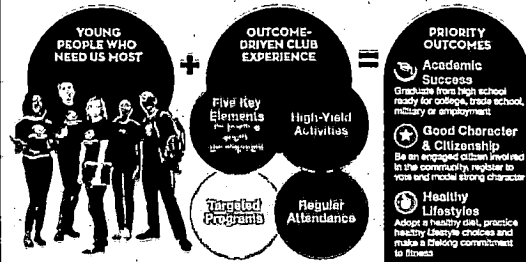 YOUNG
PEOPLE WHO
NEED US MOST
+
OUTCOME-
DRIVEN CLUB
EXPERIENCE
Five Key
Elements
High-Yield
Activities
Targeted
Programs
Regular
Attendance
=
PRIORITY
OUTCOMES
Academic
Success
Graduate from high school
ready for college, trade school,
military or employment
Good Character
& Citizenship
Be an engaged citizen involved
in the community, register to
vote and model strong character
Healthy
Lifestyles
Adopt a healthy diet, practice
healthy lifestyle choices and
make a lifelong commitment
to fitness